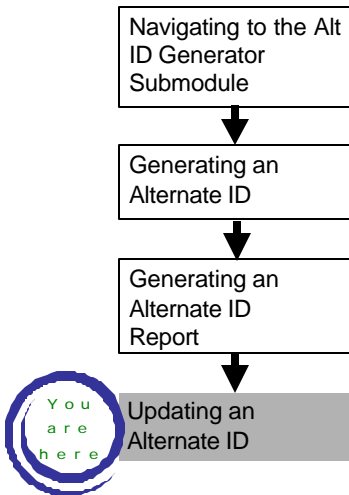 Navigating to the Alt
ID Generator
Submodule
Generating an
Alternate ID
Generating an
Alternate ID
Report
You
are
here
Updating an
Alternate ID